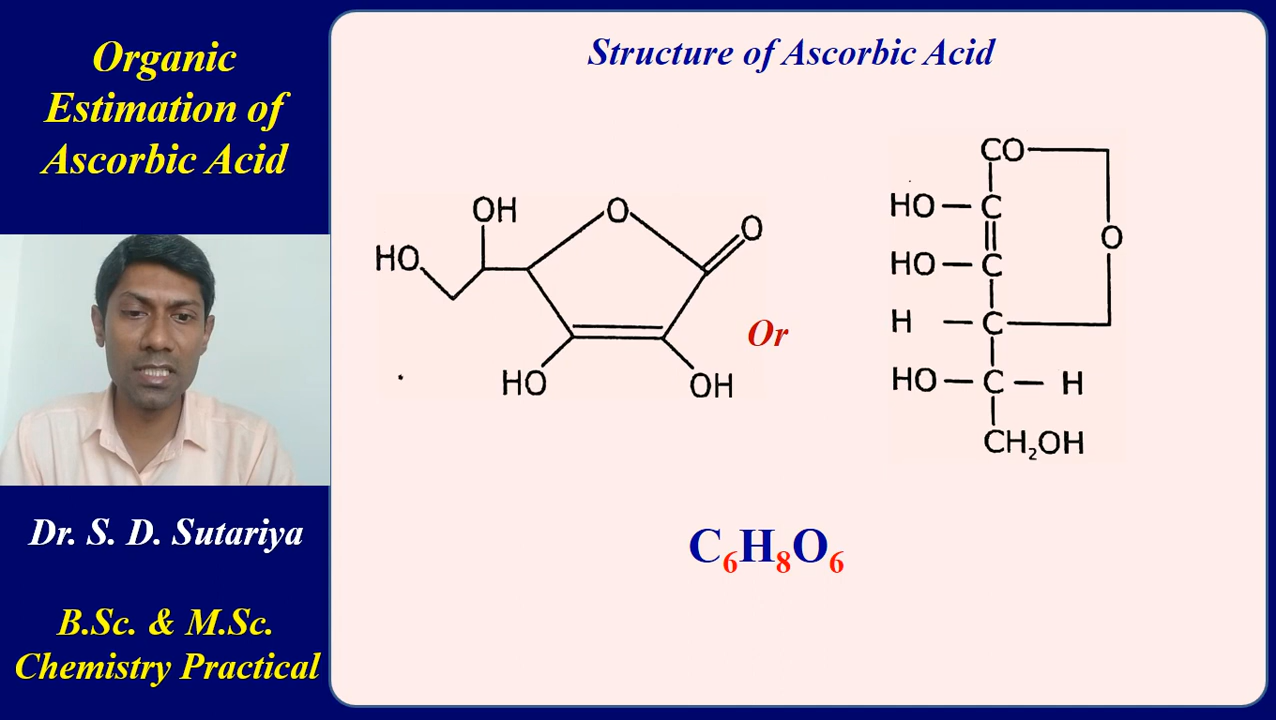 Organic
Estimation of
Ascorbic Acid
Dr. S. D. Sutariya
B.Sc. & M.Sc.
Chemistry Practical
Structure of Ascorbic Acid
OH
O
O
HO
HO
OH
Or
CO
HO — C
O
HO — C
H — C
HO — C — H
CH₂OH
C₆H₈O₆